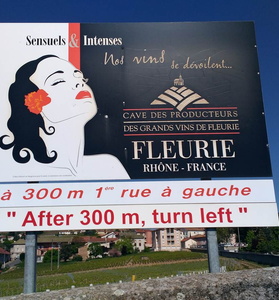 Sensuels & Intenses
Nos vins se dévoilent...
CAVE DES PRODUCTEURS
DES GRANDS VINS DE FLEURIE
FLEURIE
RHÔNE - FRANCE
à 300 m 1ère rue à gauche
" After 300 m, turn left "